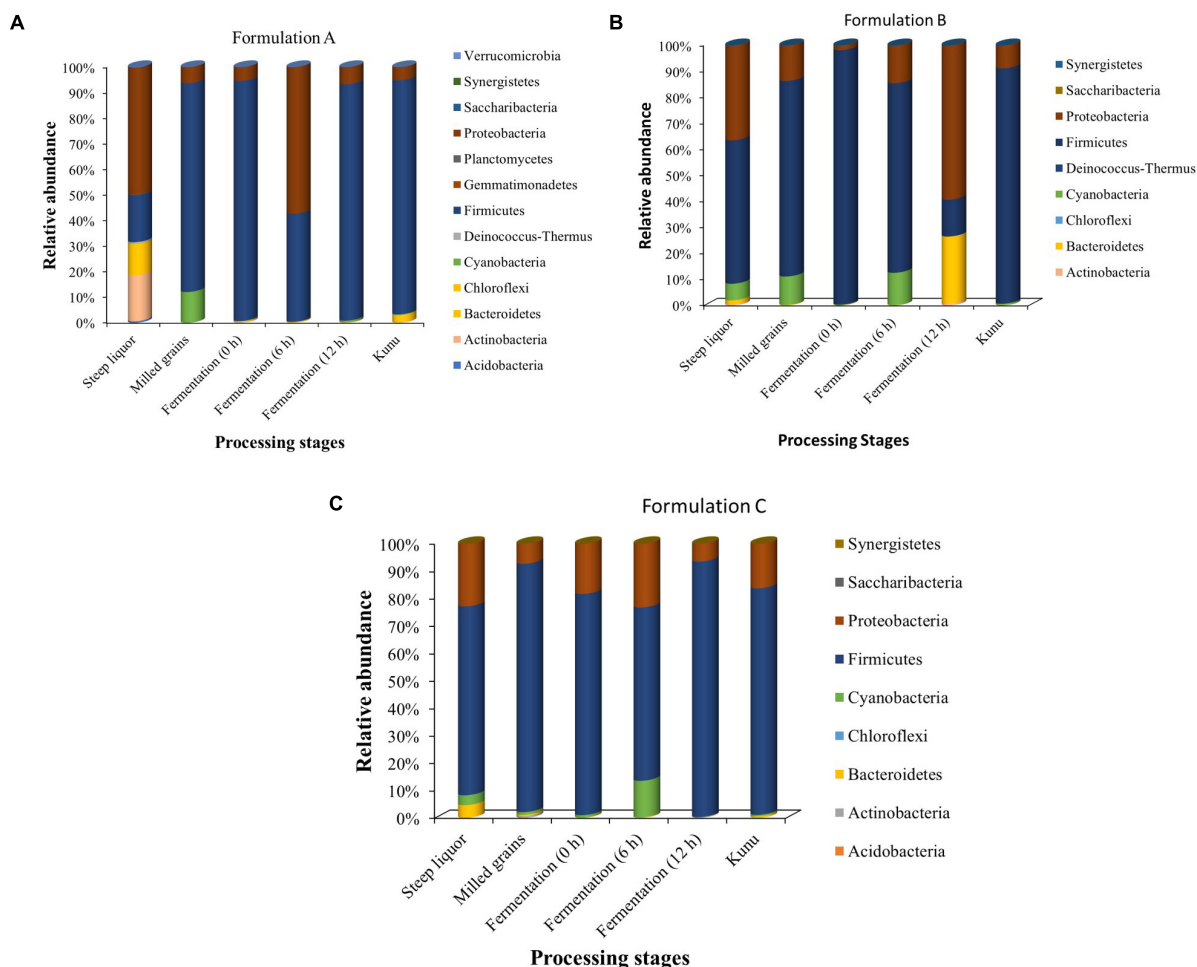 A
Formulation A
100%
90%
80%
70%
60%
50%
40%
30%
20%
10%
0%
Relative abundance
Steep liquor
Milled grains
Fermentation (0 h)
Fermentation (6 h)
Fermentation (12 h)
Kunu
Processing stages
Verrucomicrobia
Synergistetes
Saccharibacteria
Proteobacteria
Planctomycetes
Gemmatimonadetes
Firmicutes
Deinococcus-Thermus
Cyanobacteria
Chloroflexi
Bacteroidetes
Actinobacteria
Acidobacteria
B
Formulation B
100%
90%
80%
70%
60%
50%
40%
30%
20%
10%
0%
Relative abundance
Steep liquor
Milled grains
Fermentation (0 h)
Fermentation (6 h)
Fermentation (12 h)
Kunu
Processing Stages
Synergistetes
Saccharibacteria
Proteobacteria
Firmicutes
Deinococcus-Thermus
Cyanobacteria
Chloroflexi
Bacteroidetes
Actinobacteria
C
Formulation C
100%
90%
80%
70%
60%
50%
40%
30%
20%
10%
0%
Relative abundance
Steep liquor
Milled grains
Fermentation (0 h)
Fermentation (6 h)
Fermentation (12 h)
Kunu
Processing stages
Synergistetes
Saccharibacteria
Proteobacteria
Firmicutes
Cyanobacteria
Chloroflexi
Bacteroidetes
Actinobacteria
Acidobacteria